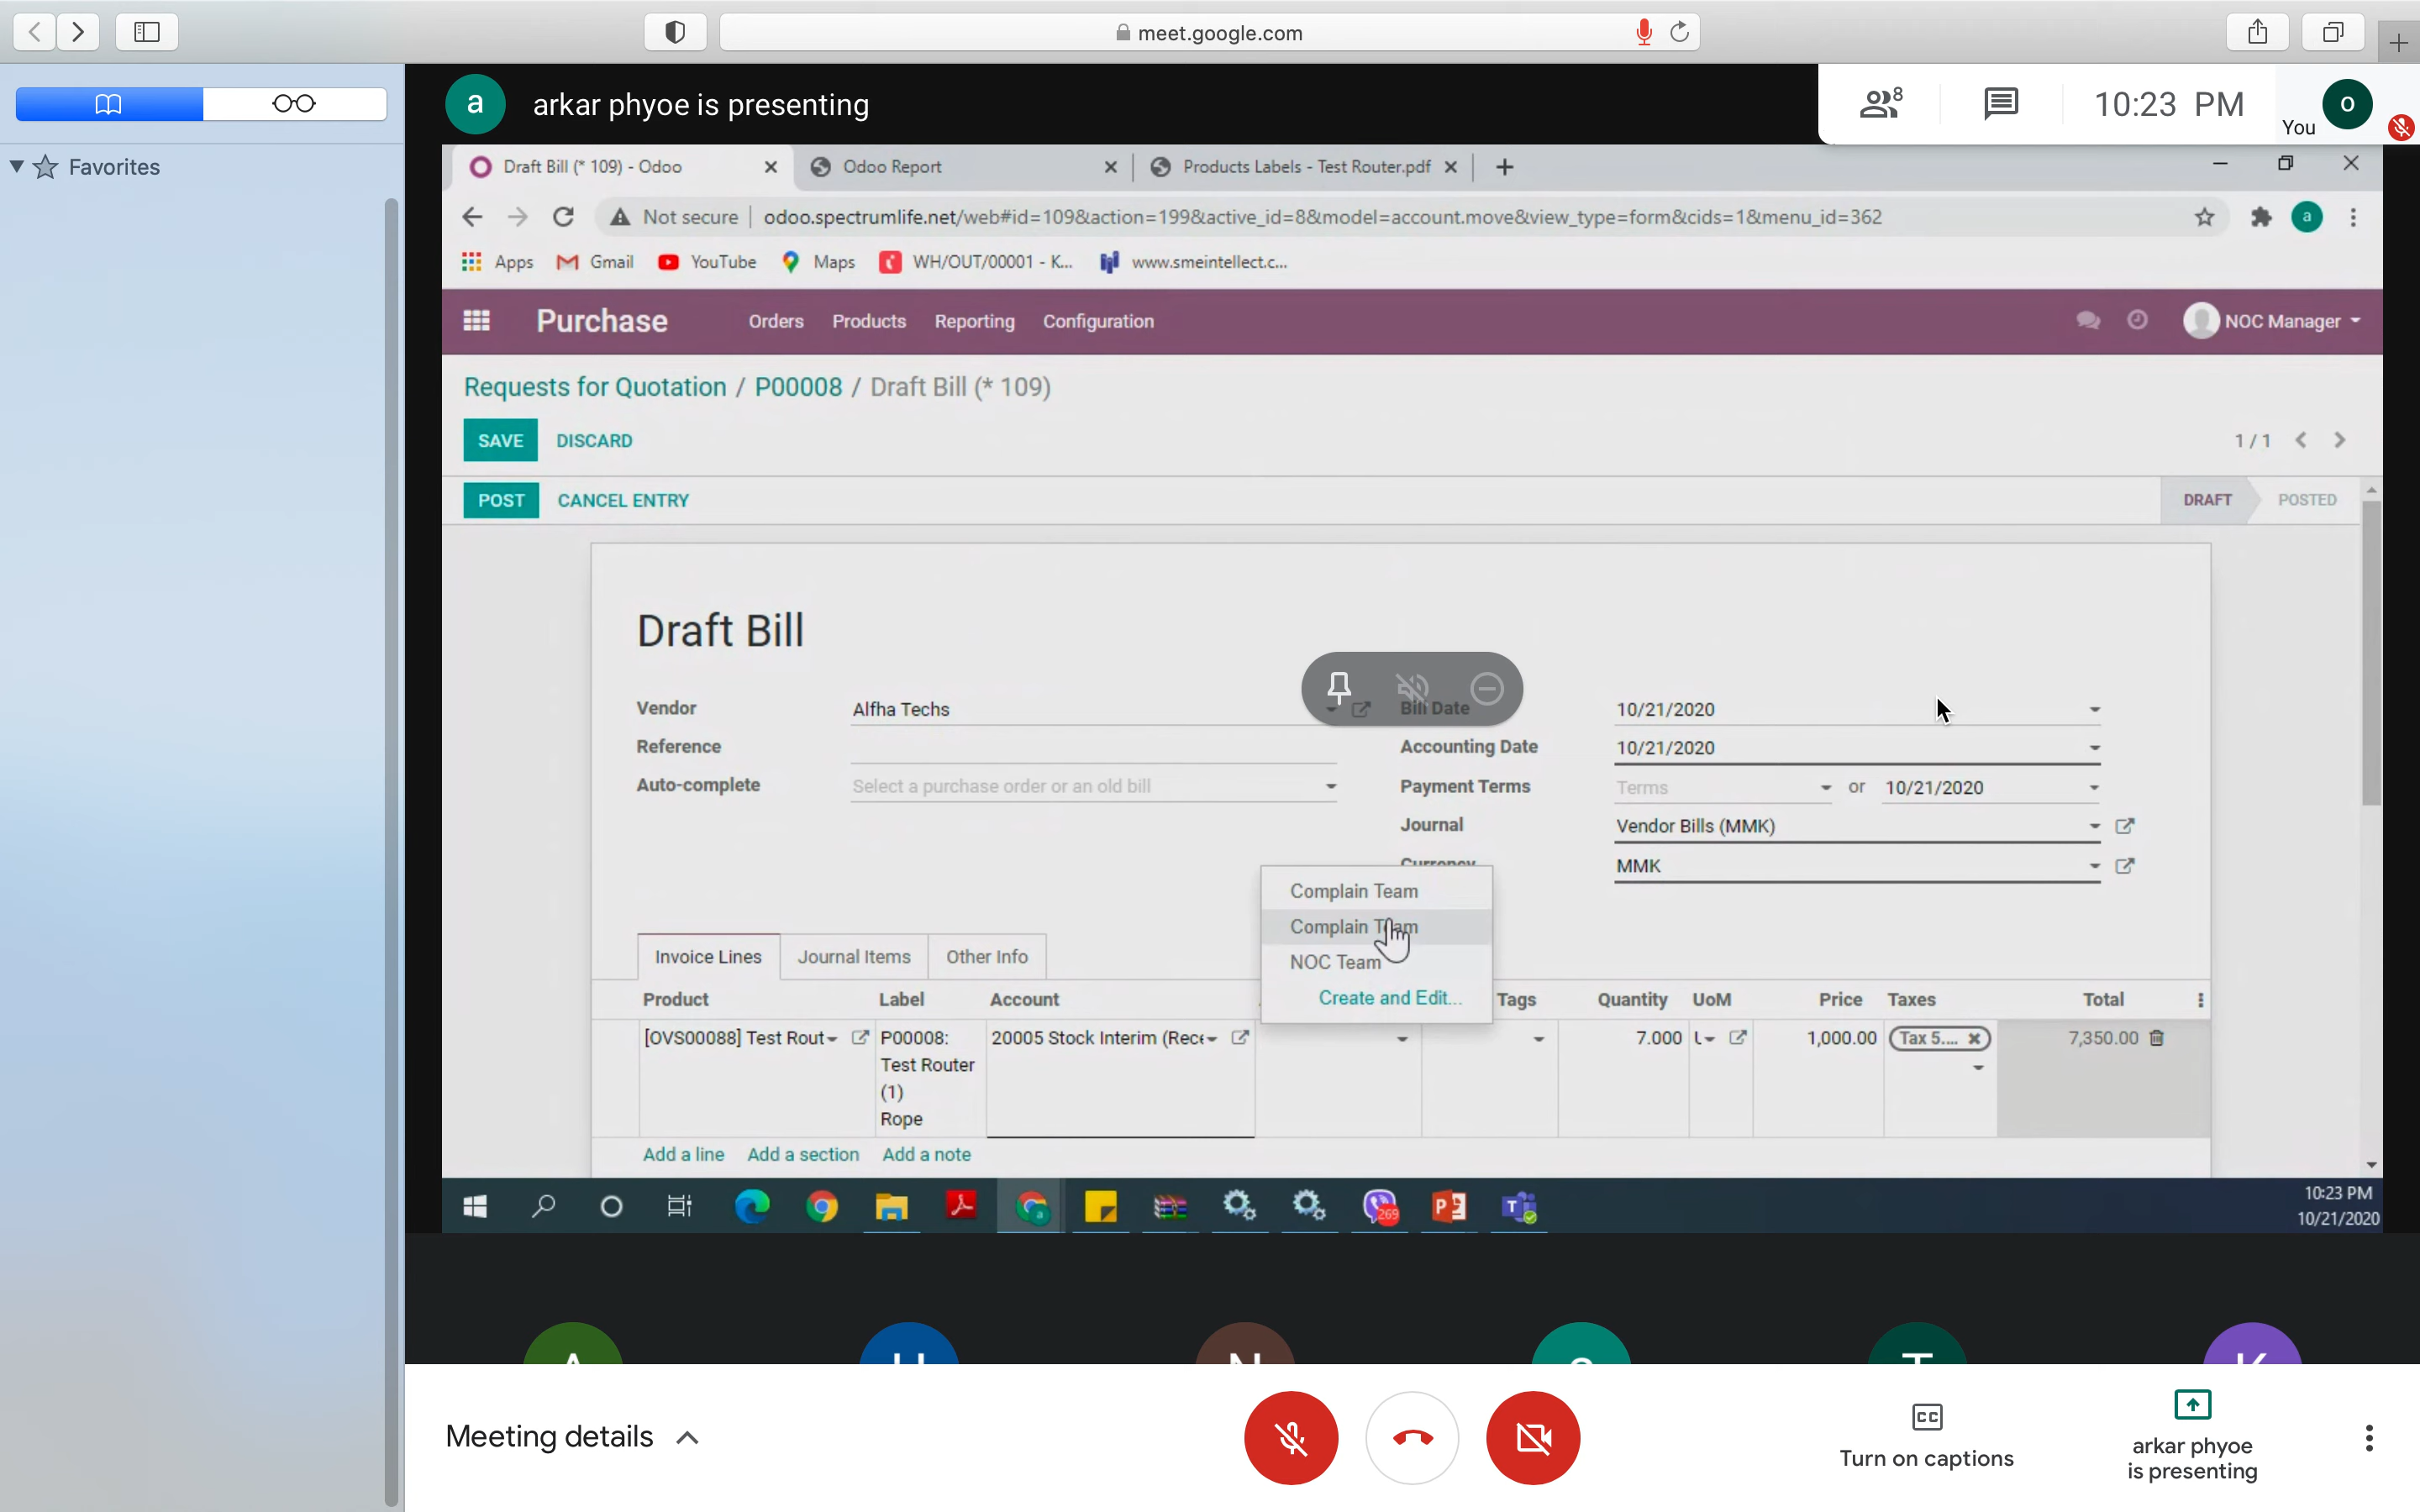 meet.google.com
Favorites
a
arkar phyoe is presenting
8
10:23 PM
You
o
Draft Bill (* 109) - Odoo
Odoo Report
Products Labels - Test Router.pdf
Not secure
odoo.spectrumlife.net/web#id=109&action=199&active_id=8&model=account.move&view_type=form&cids=1&menu_id=362
a
Apps
Gmail
YouTube
Maps
WH/OUT/00001 - K...
www.smeintellect.c...
Purchase
Orders
Products
Reporting
Configuration
NOC Manager
Requests for Quotation / P00008 / Draft Bill (* 109)
SAVE
DISCARD
1 / 1
POST
CANCEL ENTRY
DRAFT
POSTED
Draft Bill
Vendor
Alfha Techs
Bill Date
10/21/2020
Reference
Accounting Date
10/21/2020
Auto-complete
Select a purchase order or an old bill
Payment Terms
Terms
or
10/21/2020
Journal
Vendor Bills (MMK)
Currency
MMK
Complain Team
Complain Team
NOC Team
Create and Edit...
Invoice Lines
Journal Items
Other Info
Product
Label
Account
Tags
Quantity
UoM
Price
Taxes
Total
[OVS00088] Test Rout
P00008:
Test Router
(1)
Rope
20005 Stock Interim (Rece
7.000
1,000.00
Tax 5....
7,350.00
Add a line
Add a section
Add a note
269
10:23 PM
10/21/2020
Meeting details
CC
Turn on captions
arkar phyoe
is presenting